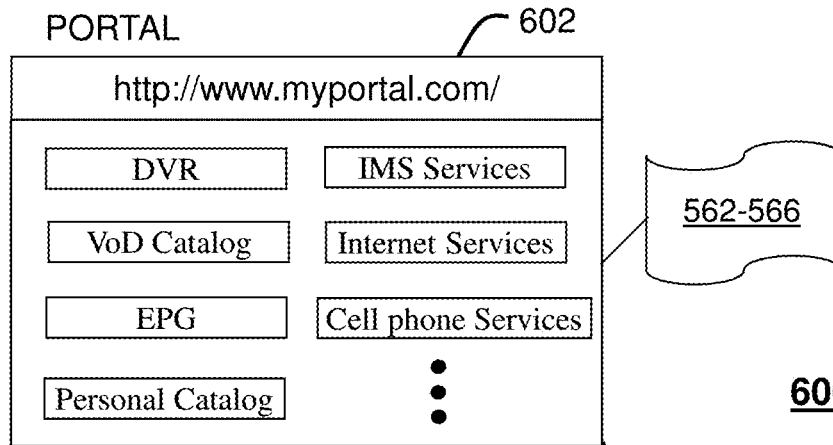 PORTAL
602
http://www.myportal.com/
DVR
IMS Services
VoD Catalog
Internet Services
562-566
EPG
Cell phone Services
Personal Catalog